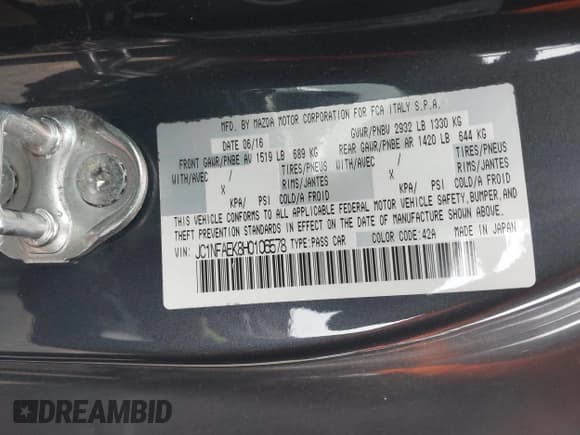 MFD. BY MAZDA MOTOR CORPORATION FOR FCA ITALY S.P.A.
DATE 06/16 GVWR/PNBV 2932 LB 1330 KG
FRONT GAWR/PNBE AV 1519 LB 689 KG REAR GAWR/PNBE AR 1420 LB 644 KG
WITH/AVEC / TIRES/PNEUS WITH/AVEC / TIRES/PNEUS
X RIMS/JANTES X RIMS/JANTES
KPA/ PSI COLD/A FROID KPA/ PSI COLD/A FROID
THIS VEHICLE CONFORMS TO ALL APPLICABLE FEDERAL MOTOR VEHICLE SAFETY,BUMPER,AND
THEFT PREVENTION STANDARDS IN EFFECT ON THE DATE OF MANUFACTURE SHOWN ABOVE.
VIN: JC1NFAEK8H0106578 TYPE:PASS CAR COLOR CODE:42A MADE IN JAPAN
DREAMBID